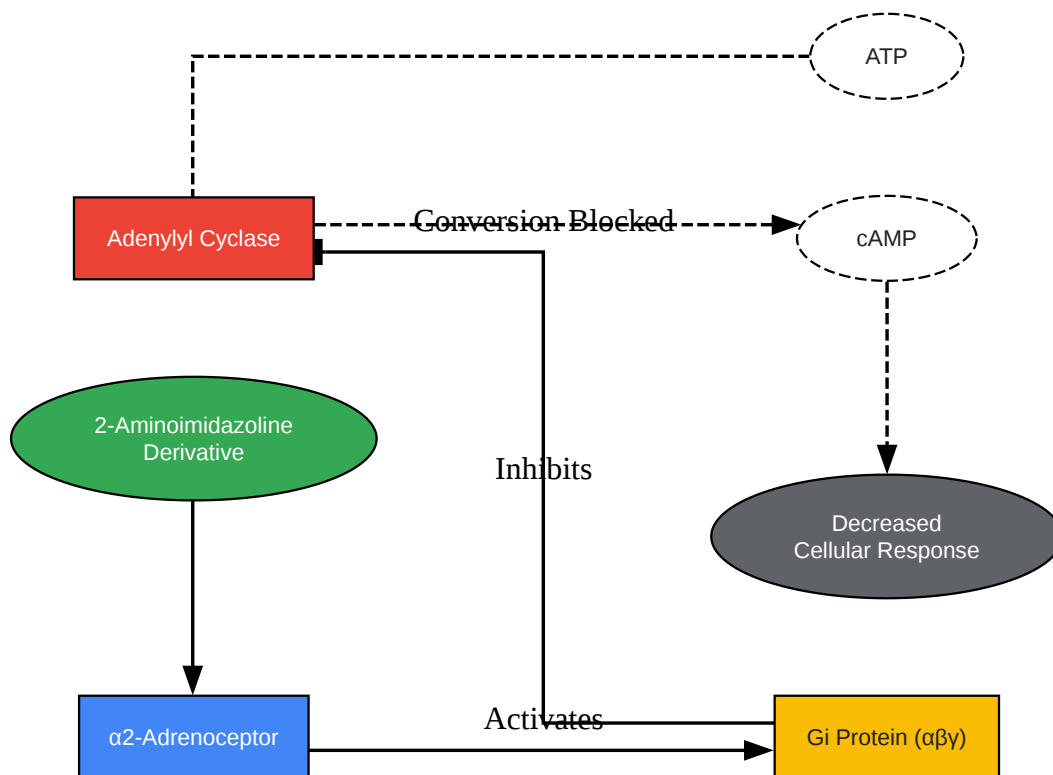 ATP
Adenylyl Cyclase
Conversion Blocked
cAMP
2-Aminoimidazoline
Derivative
Inhibits
Decreased
Cellular Response
α2-Adrenoceptor
Activates
Gi Protein (αβγ)